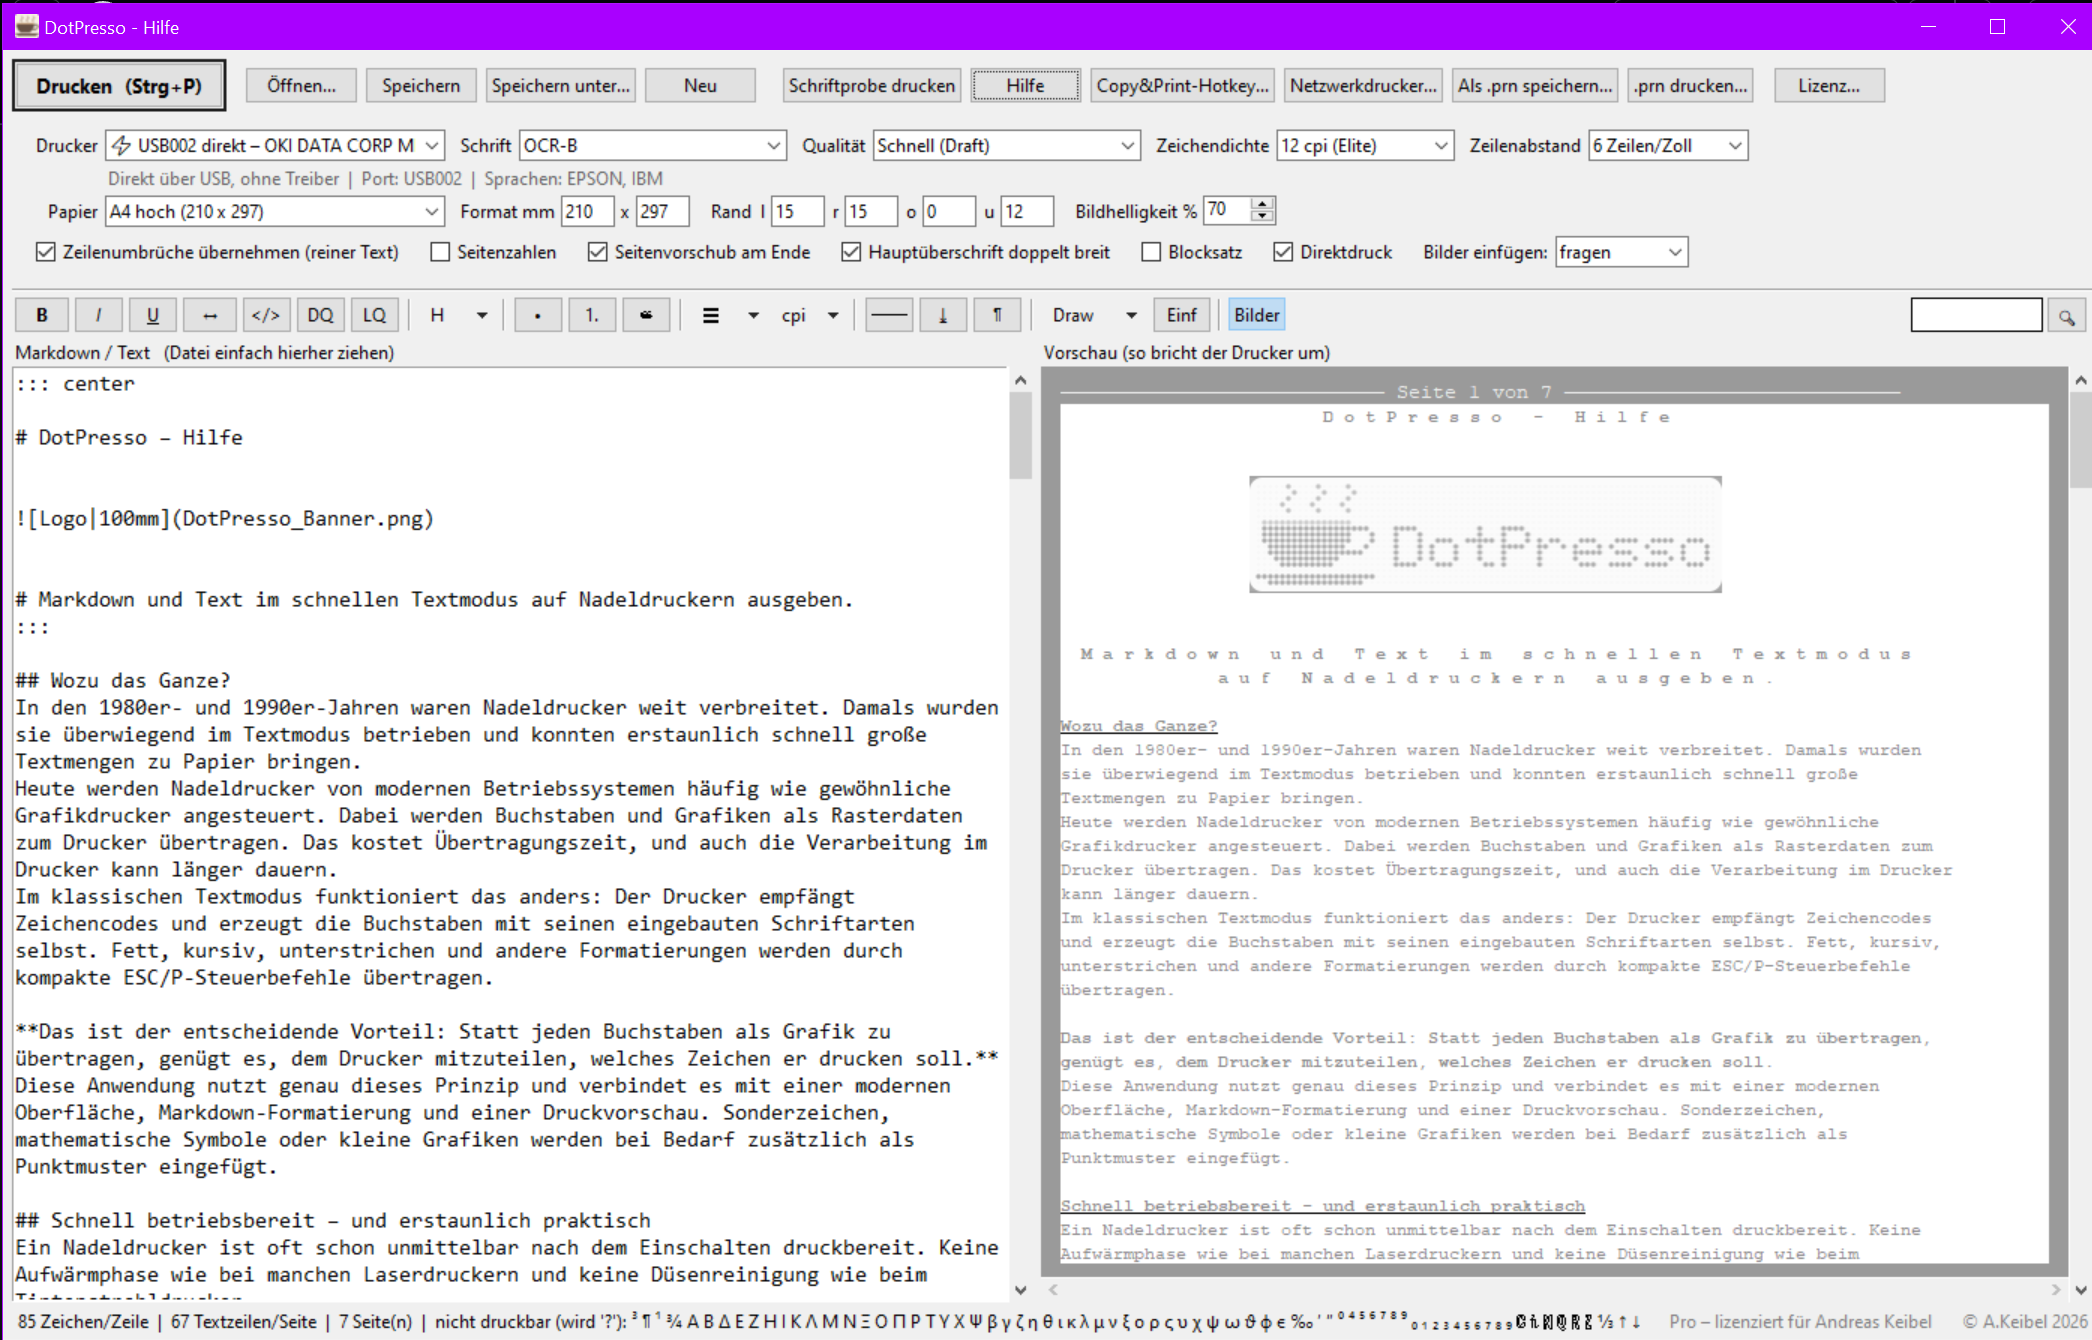 DotPresso - Hilfe
Drucken (Strg+P) Öffnen... Speichern Speichern unter... Neu Schriftprobe drucken Hilfe Copy&Print-Hotkey... Netzwerkdrucker... Als .prn speichern... .prn drucken... Lizenz...
Drucker USB002 direkt – OKI DATA CORP M Schrift OCR-B Qualität Schnell (Draft) Zeichendichte 12 cpi (Elite) Zeilenabstand 6 Zeilen/Zoll
Direkt über USB, ohne Treiber | Port: USB002 | Sprachen: EPSON, IBM
Papier A4 hoch (210 x 297) Format mm 210 x 297 Rand l 15 r 15 o 0 u 12 Bildhelligkeit % 70
Zeilenumbrüche übernehmen (reiner Text) Seitenzahlen Seitenvorschub am Ende Hauptüberschrift doppelt breit Blocksatz Direktdruck Bilder einfügen: fragen
B I U ↔ </> DQ LQ H • 1. ☰ cpi — ↓ ¶ Draw Einf Bilder
Markdown / Text (Datei einfach hierher ziehen)
::: center
# DotPresso – Hilfe
![Logo|100mm](DotPresso_Banner.png)
# Markdown und Text im schnellen Textmodus auf Nadeldruckern ausgeben.
:::
## Wozu das Ganze?
In den 1980er- und 1990er-Jahren waren Nadeldrucker weit verbreitet. Damals wurden
sie überwiegend im Textmodus betrieben und konnten erstaunlich schnell große
Textmengen zu Papier bringen.
Heute werden Nadeldrucker von modernen Betriebssystemen häufig wie gewöhnliche
Grafikdrucker angesteuert. Dabei werden Buchstaben und Grafiken als Rasterdaten
zum Drucker übertragen. Das kostet Übertragungszeit, und auch die Verarbeitung im
Drucker kann länger dauern.
Im klassischen Textmodus funktioniert das anders: Der Drucker empfängt
Zeichencodes und erzeugt die Buchstaben mit seinen eingebauten Schriftarten
selbst. Fett, kursiv, unterstrichen und andere Formatierungen werden durch
kompakte ESC/P-Steuerbefehle übertragen.
**Das ist der entscheidende Vorteil: Statt jeden Buchstaben als Grafik zu
übertragen, genügt es, dem Drucker mitzuteilen, welches Zeichen er drucken soll.**
Diese Anwendung nutzt genau dieses Prinzip und verbindet es mit einer modernen
Oberfläche, Markdown-Formatierung und einer Druckvorschau. Sonderzeichen,
mathematische Symbole oder kleine Grafiken werden bei Bedarf zusätzlich als
Punktmuster eingefügt.
## Schnell betriebsbereit – und erstaunlich praktisch
Ein Nadeldrucker ist oft schon unmittelbar nach dem Einschalten druckbereit. Keine
Aufwärmphase wie bei manchen Laserdruckern und keine Düsenreinigung wie beim
Vorschau (so bricht der Drucker um)
Seite 1 von 7
DotPresso - Hilfe
DotPresso
Markdown und Text im schnellen Textmodus
auf Nadeldruckern ausgeben.
Wozu das Ganze?
In den 1980er- und 1990er-Jahren waren Nadeldrucker weit verbreitet. Damals wurden
sie überwiegend im Textmodus betrieben und konnten erstaunlich schnell große
Textmengen zu Papier bringen.
Heute werden Nadeldrucker von modernen Betriebssystemen häufig wie gewöhnliche
Grafikdrucker angesteuert. Dabei werden Buchstaben und Grafiken als Rasterdaten zum
Drucker übertragen. Das kostet Übertragungszeit, und auch die Verarbeitung im Drucker
kann länger dauern.
Im klassischen Textmodus funktioniert das anders: Der Drucker empfängt Zeichencodes
und erzeugt die Buchstaben mit seinen eingebauten Schriftarten selbst. Fett, kursiv,
unterstrichen und andere Formatierungen werden durch kompakte ESC/P-Steuerbefehle
übertragen.
Das ist der entscheidende Vorteil: Statt jeden Buchstaben als Grafik zu übertragen,
genügt es, dem Drucker mitzuteilen, welches Zeichen er drucken soll.
Diese Anwendung nutzt genau dieses Prinzip und verbindet es mit einer modernen
Oberfläche, Markdown-Formatierung und einer Druckvorschau. Sonderzeichen,
mathematische Symbole oder kleine Grafiken werden bei Bedarf zusätzlich als
Punktmuster eingefügt.
Schnell betriebsbereit - und erstaunlich praktisch
Ein Nadeldrucker ist oft schon unmittelbar nach dem Einschalten druckbereit. Keine
Aufwärmphase wie bei manchen Laserdruckern und keine Düsenreinigung wie beim
85 Zeichen/Zeile | 67 Textzeilen/Seite | 7 Seite(n) | nicht druckbar (wird '?'): ³ ¶ ¹ ¾ Α Β Δ Ε Ζ Η Ι Κ Λ Μ Ν Ξ Ο Π Ρ Τ Υ Χ Ψ β γ ζ η θ ι κ λ μ ν ξ ο ρ ς υ χ ψ ω ϑ ϕ ϵ ‰ ′ ″ ⁰ ⁴ ⁵ ⁶ ⁷ ⁸ ⁹ ₀ ₁ ₂ ₃ ₄ ₅ ₆ ₇ ₈ ₉ ℂ ℕ ℚ ℝ ℤ ⅓ ↑ ↓ Pro – lizenziert für Andreas Keibel © A.Keibel 2026